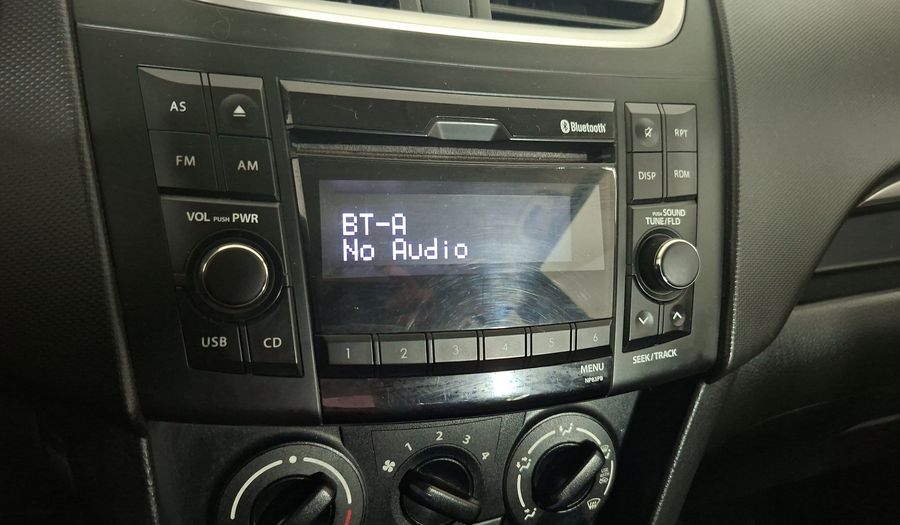 AS
FM
AM
VOL PUSH PWR
USB
CD
Bluetooth
BT-A
No Audio
1 2 3 4 5 6
MENU
RPT
DISP
RDM
PUSH SOUND
TUNE/FLD
SEEK/TRACK
1 2 3 4